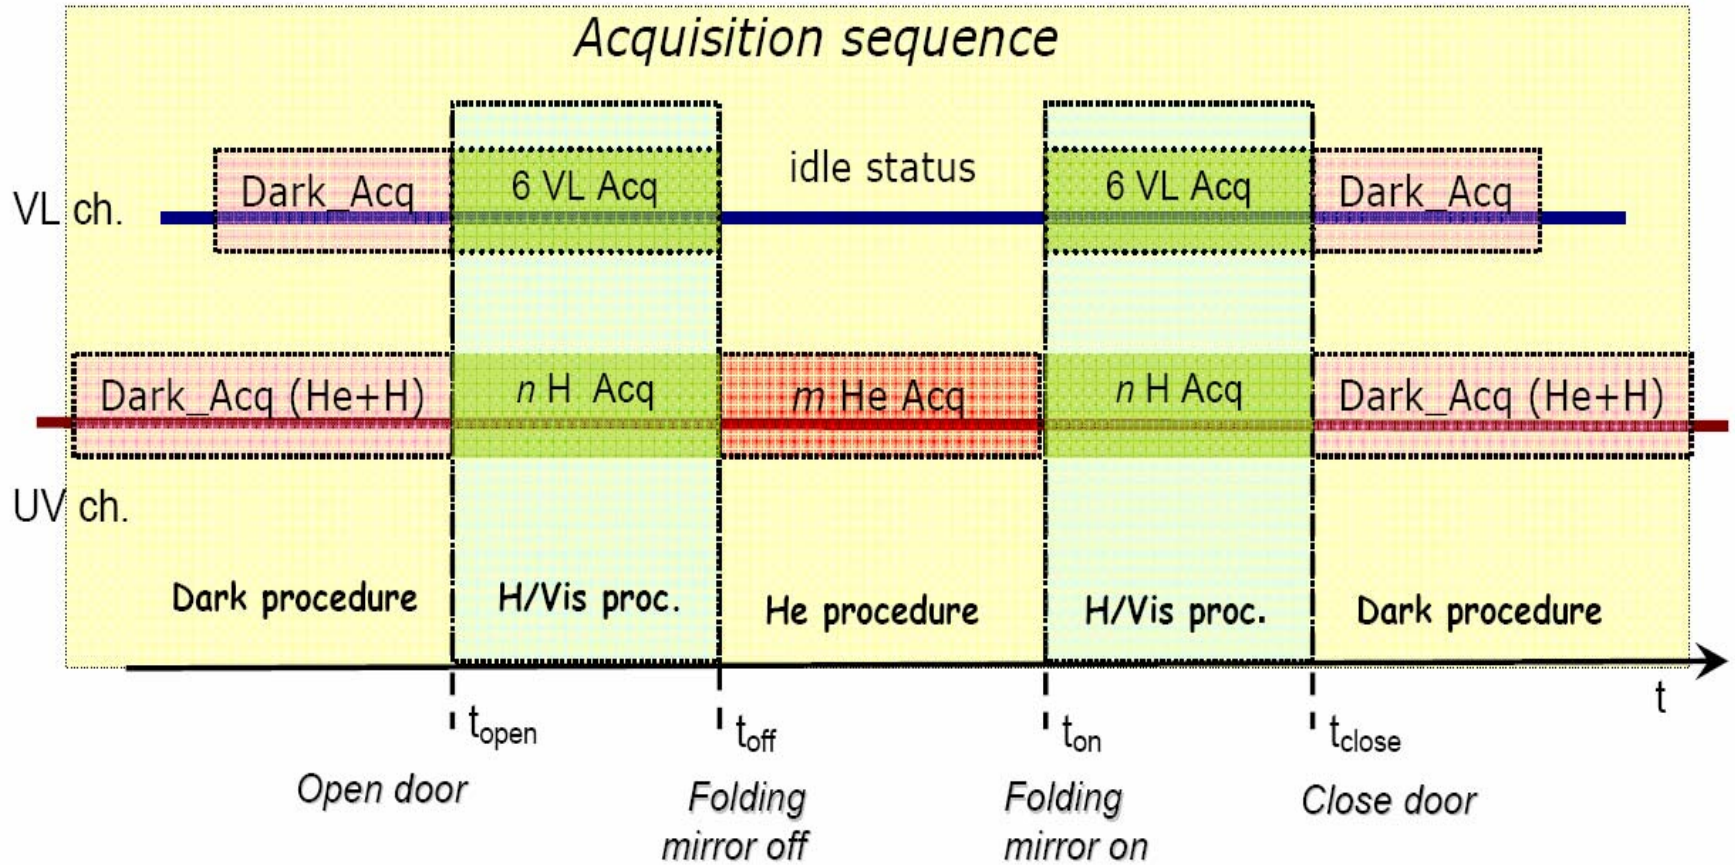 Acquisition sequence
idle status
Dark_Acq 6 VL Acq 6 VL Acq Dark_Acq
VL ch.
Dark_Acq (He+H) n H Acq m He Acq n H Acq Dark_Acq (He+H)
UV ch.
Dark procedure H/Vis proc. He procedure H/Vis proc. Dark procedure
t
topen toff ton tclose
Open door Folding Folding Close door
mirror off mirror on